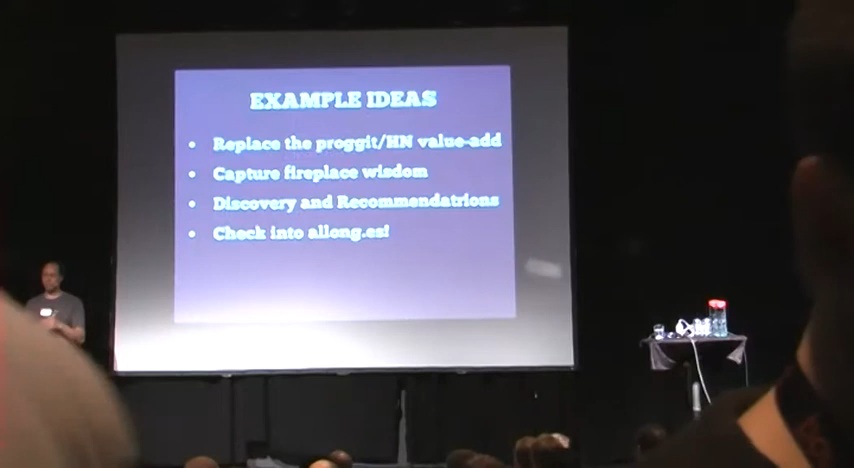 EXAMPLE IDEAS
• Replace the proggit/HN value-add
• Capture fireplace wisdom
• Discovery and Recommendatrions
• Check into allong.es!